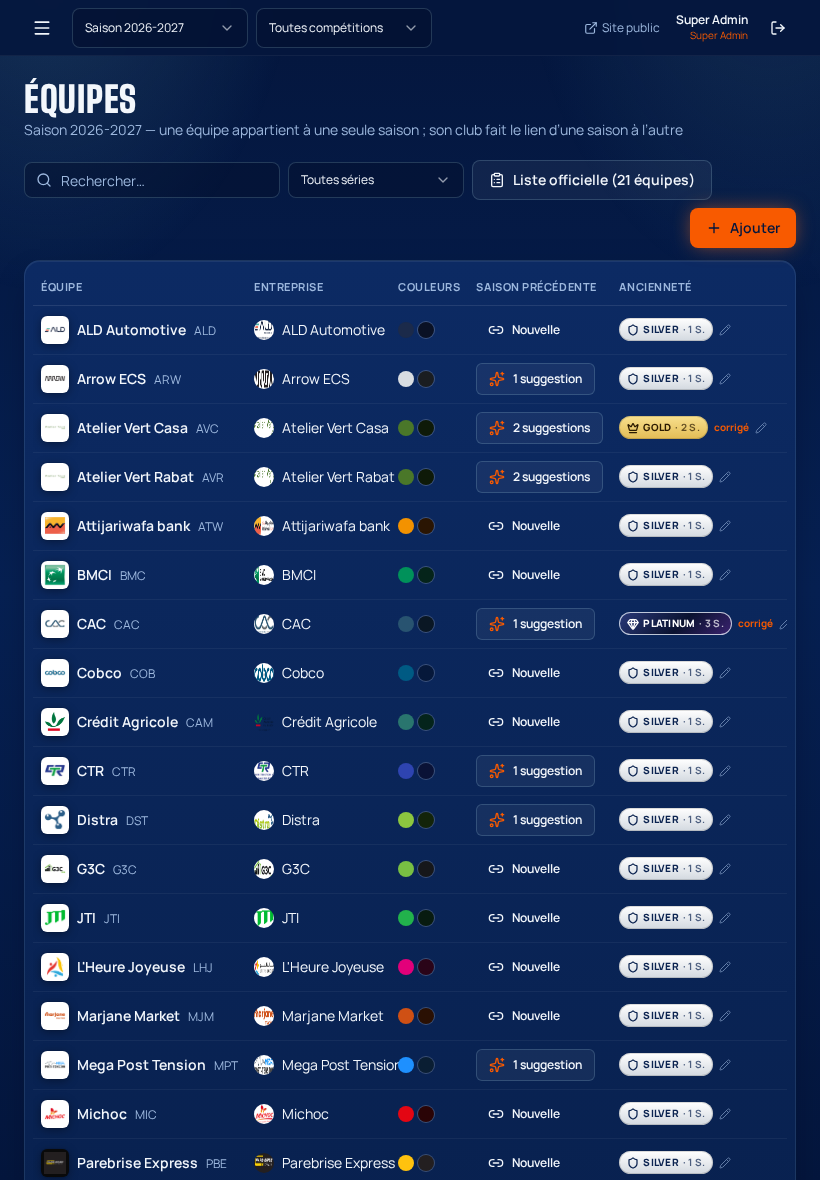 Saison 2026-2027 Toutes compétitions Site public Super Admin
Super Admin
ÉQUIPES
Saison 2026-2027 — une équipe appartient à une seule saison ; son club fait le lien d'une saison à l'autre
Rechercher... Toutes séries Liste officielle (21 équipes)
Ajouter
ÉQUIPE ENTREPRISE COULEURS SAISON PRÉCÉDENTE ANCIENNETÉ
ALD Automotive ALD ALD Automotive Nouvelle SILVER · 1 S.
Arrow ECS ARW Arrow ECS 1 suggestion SILVER · 1 S.
Atelier Vert Casa AVC Atelier Vert Casa 2 suggestions GOLD · 2 S. corrigé
Atelier Vert Rabat AVR Atelier Vert Rabat 2 suggestions SILVER · 1 S.
Attijariwafa bank ATW Attijariwafa bank Nouvelle SILVER · 1 S.
BMCI BMC BMCI Nouvelle SILVER · 1 S.
CAC CAC CAC 1 suggestion PLATINUM · 3 S. corrigé
Cobco COB Cobco Nouvelle SILVER · 1 S.
Crédit Agricole CAM Crédit Agricole Nouvelle SILVER · 1 S.
CTR CTR CTR 1 suggestion SILVER · 1 S.
Distra DST Distra 1 suggestion SILVER · 1 S.
G3C G3C G3C Nouvelle SILVER · 1 S.
JTI JTI JTI Nouvelle SILVER · 1 S.
L'Heure Joyeuse LHJ L'Heure Joyeuse Nouvelle SILVER · 1 S.
Marjane Market MJM Marjane Market Nouvelle SILVER · 1 S.
Mega Post Tension MPT Mega Post Tension 1 suggestion SILVER · 1 S.
Michoc MIC Michoc Nouvelle SILVER · 1 S.
Parebrise Express PBE Parebrise Express Nouvelle SILVER · 1 S.